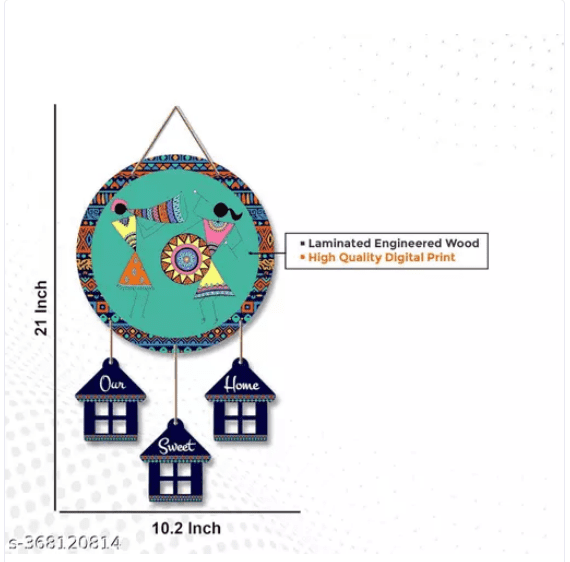 ▪ Laminated Engineered Wood
• High Quality Digital Print
21 Inch
Our
Home
Sweet
10.2 Inch
s-368120814